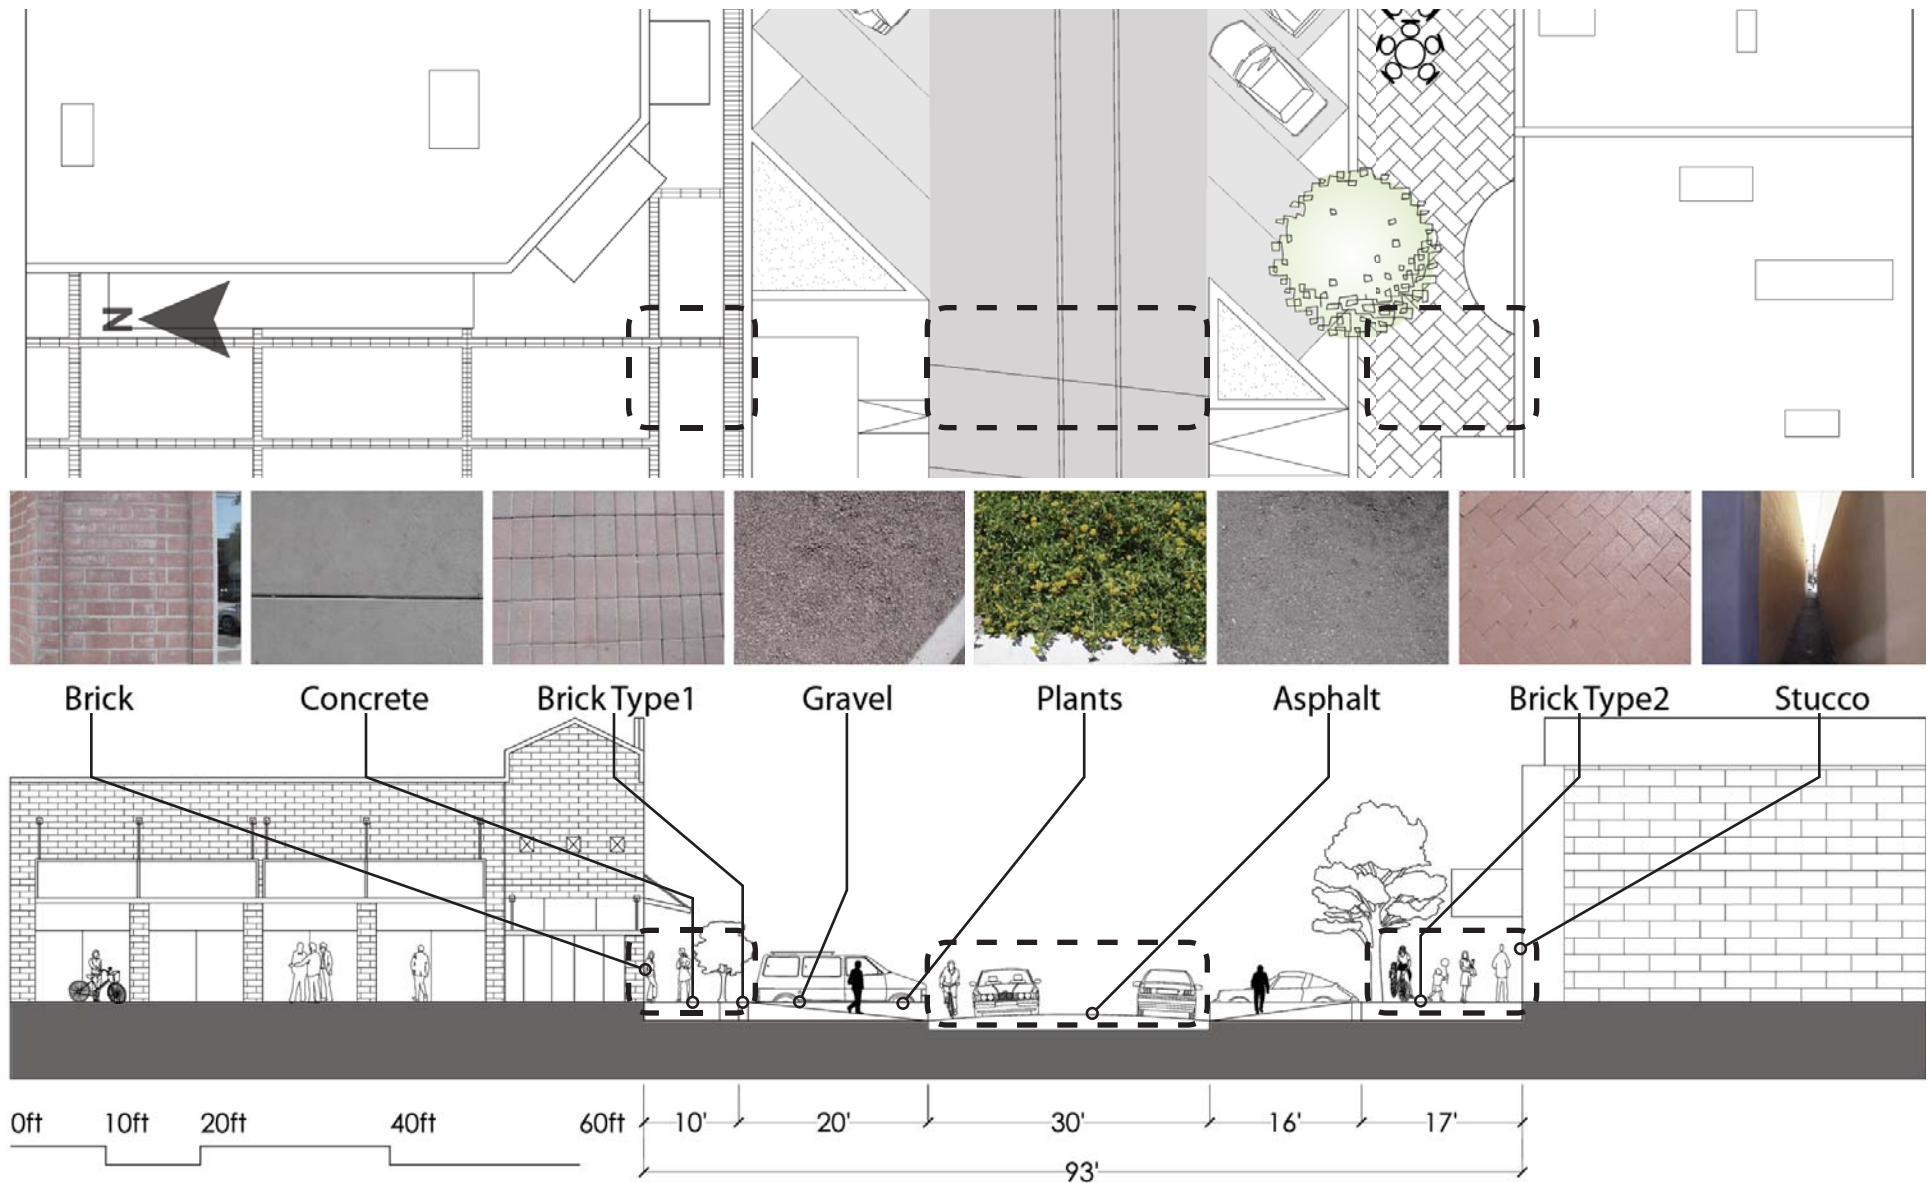 N
Brick
Concrete
Brick Type1
Gravel
Plants
Asphalt
Brick Type2
Stucco
0ft
10ft
20ft
40ft
60ft
10'
20'
30'
16'
17'
93'